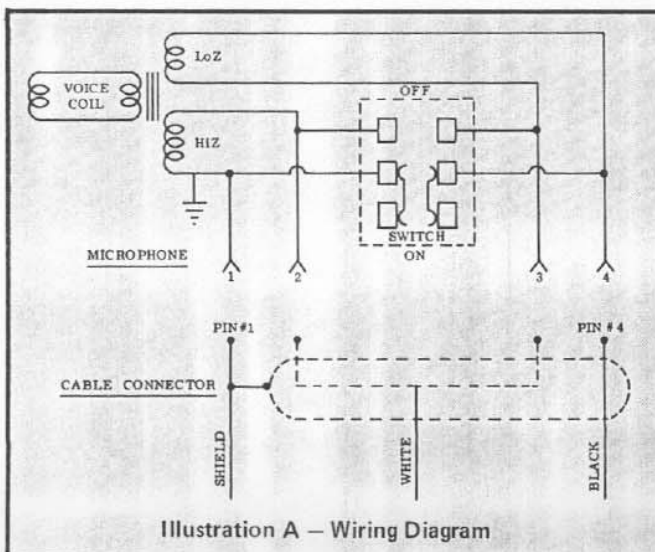 LoZ
VOICE
COIL
OFF
HiZ
SWITCH
ON
MICROPHONE
1 2 3 4
PIN #1 PIN # 4
CABLE CONNECTOR
SHIELD
WHITE
BLACK
Illustration A – Wiring Diagram